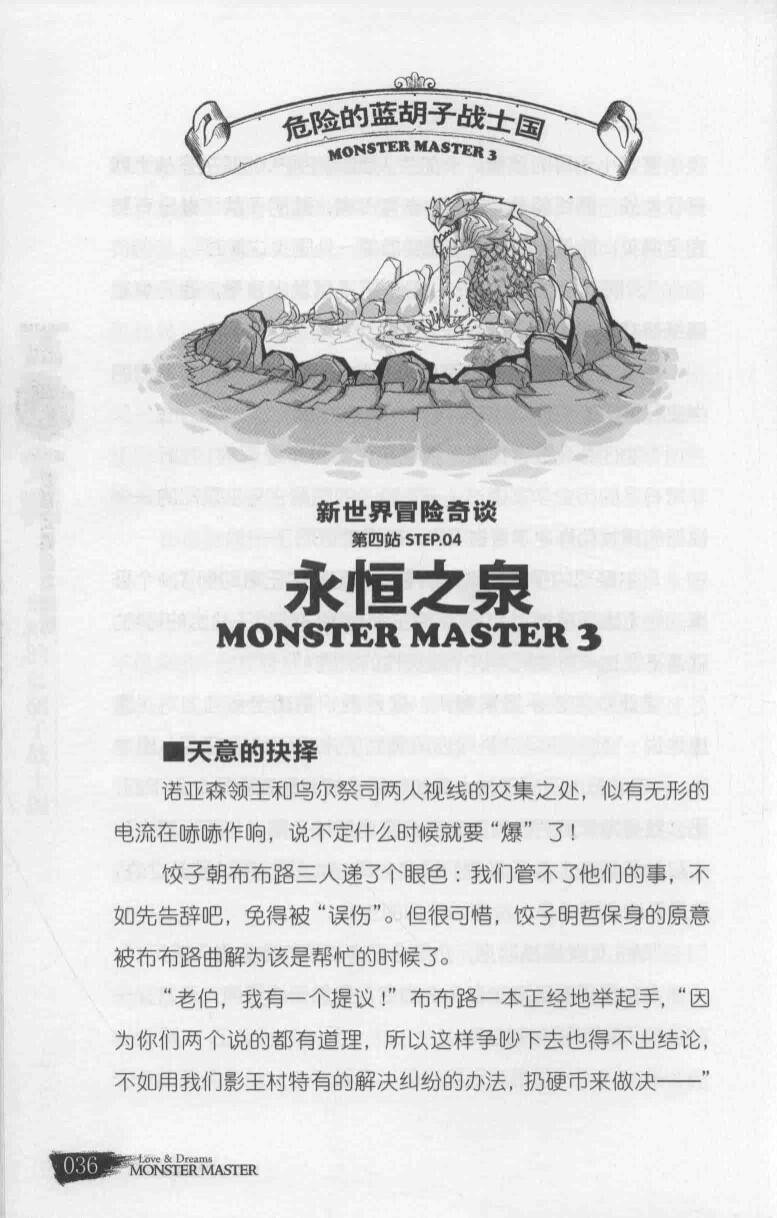 危险的蓝胡子战士国
MONSTER MASTER 3
新世界冒险奇谈
第四站 STEP.04
永恒之泉
MONSTER MASTER 3
■天意的抉择
诺亚森领主和乌尔祭司两人视线的交集之处，似有无形的
电流在哧哧作响，说不定什么时候就要“爆”了！
饺子朝布布路三人递了个眼色：我们管不了他们的事，不
如先告辞吧，免得被“误伤”。但很可惜，饺子明哲保身的原意
被布布路曲解为该是帮忙的时候了。
“老伯，我有一个提议！”布布路一本正经地举起手，“因
为你们两个说的都有道理，所以这样争吵下去也得不出结论，
不如用我们影王村特有的解决纠纷的办法，扔硬币来做决——”
036
Love & Dreams
MONSTER MASTER